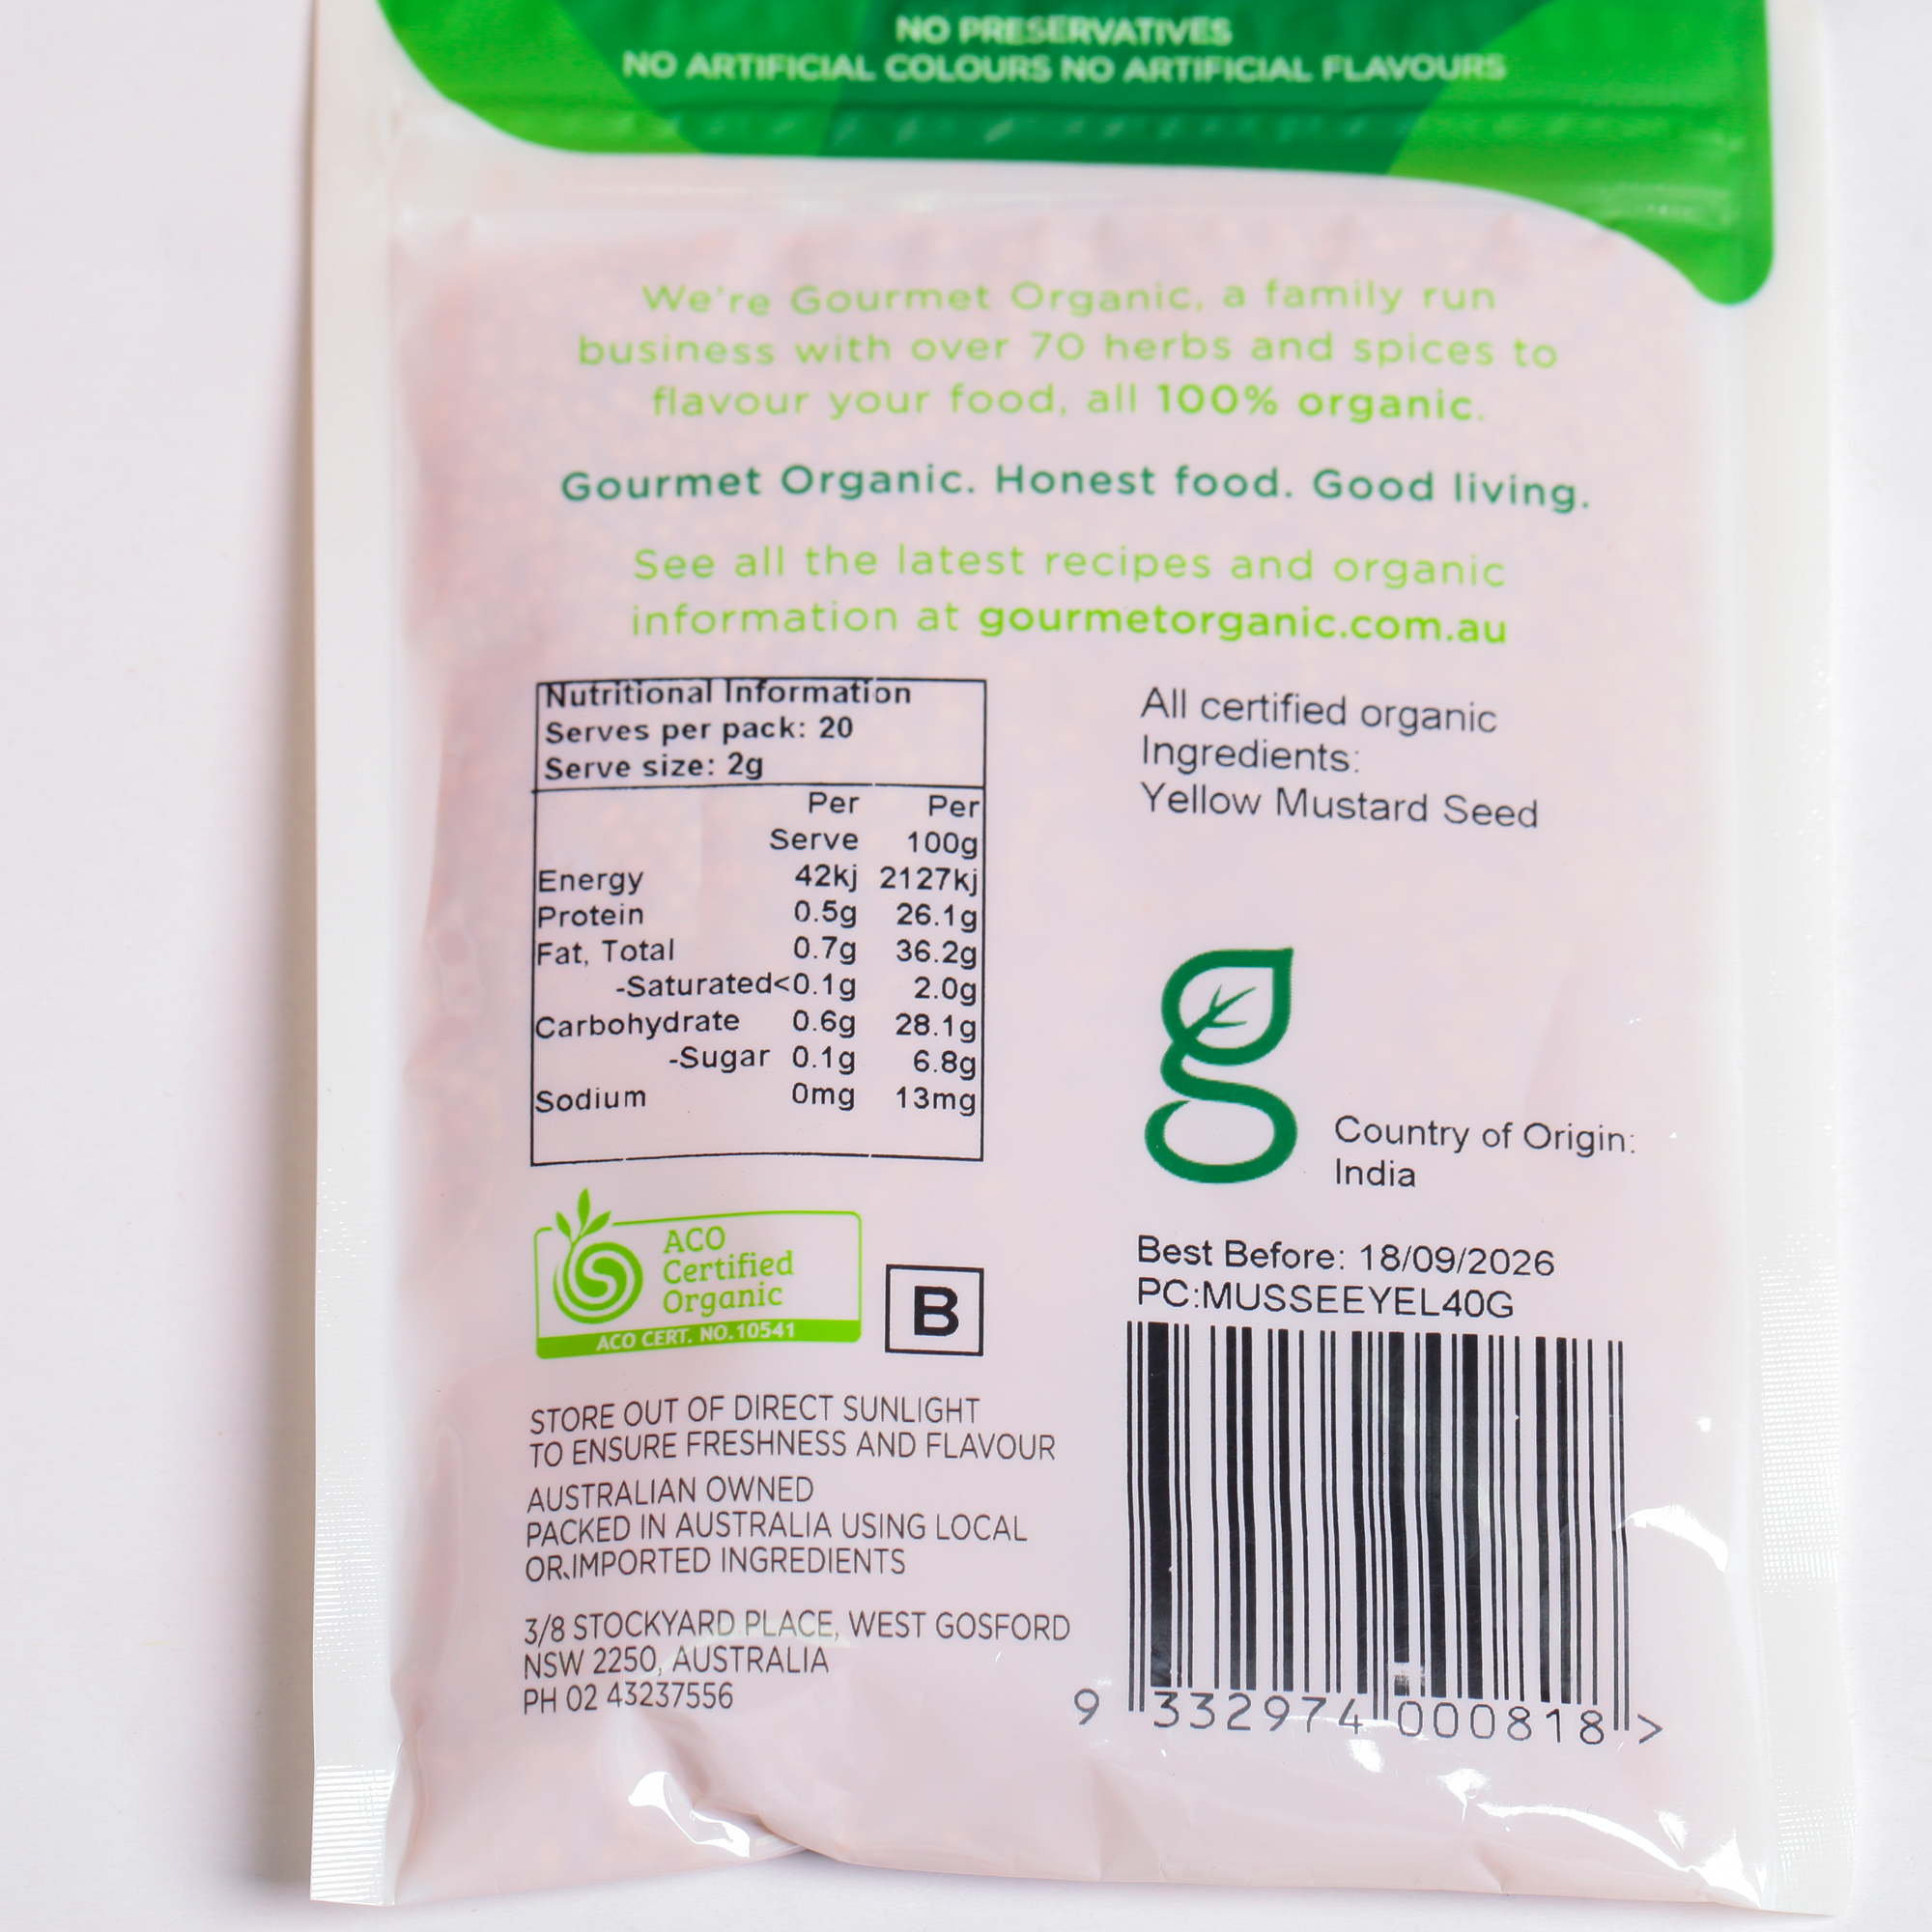 NO PRESERVATIVES
NO ARTIFICIAL COLOURS NO ARTIFICIAL FLAVOURS
We're Gourmet Organic, a family run
business with over 70 herbs and spices to
flavour your food, all 100% organic.
Gourmet Organic. Honest food. Good living.
See all the latest recipes and organic
information at gourmetorganic.com.au
Nutritional Information
Serves per pack: 20
Serve size: 2g
Per Per
Serve 100g
Energy 42kj 2127kj
Protein 0.5g 26.1g
Fat, Total 0.7g 36.2g
-Saturated<0.1g 2.0g
Carbohydrate 0.6g 28.1g
-Sugar 0.1g 6.8g
Sodium 0mg 13mg
All certified organic
Ingredients:
Yellow Mustard Seed
g
Country of Origin:
India
ACO
Certified
Organic
ACO CERT. NO.10541
B
Best Before: 18/09/2026
PC:MUSSEEYEL40G
STORE OUT OF DIRECT SUNLIGHT
TO ENSURE FRESHNESS AND FLAVOUR
AUSTRALIAN OWNED
PACKED IN AUSTRALIA USING LOCAL
OR IMPORTED INGREDIENTS
3/8 STOCKYARD PLACE, WEST GOSFORD
NSW 2250, AUSTRALIA
PH 02 43237556
9 332974 000818 >